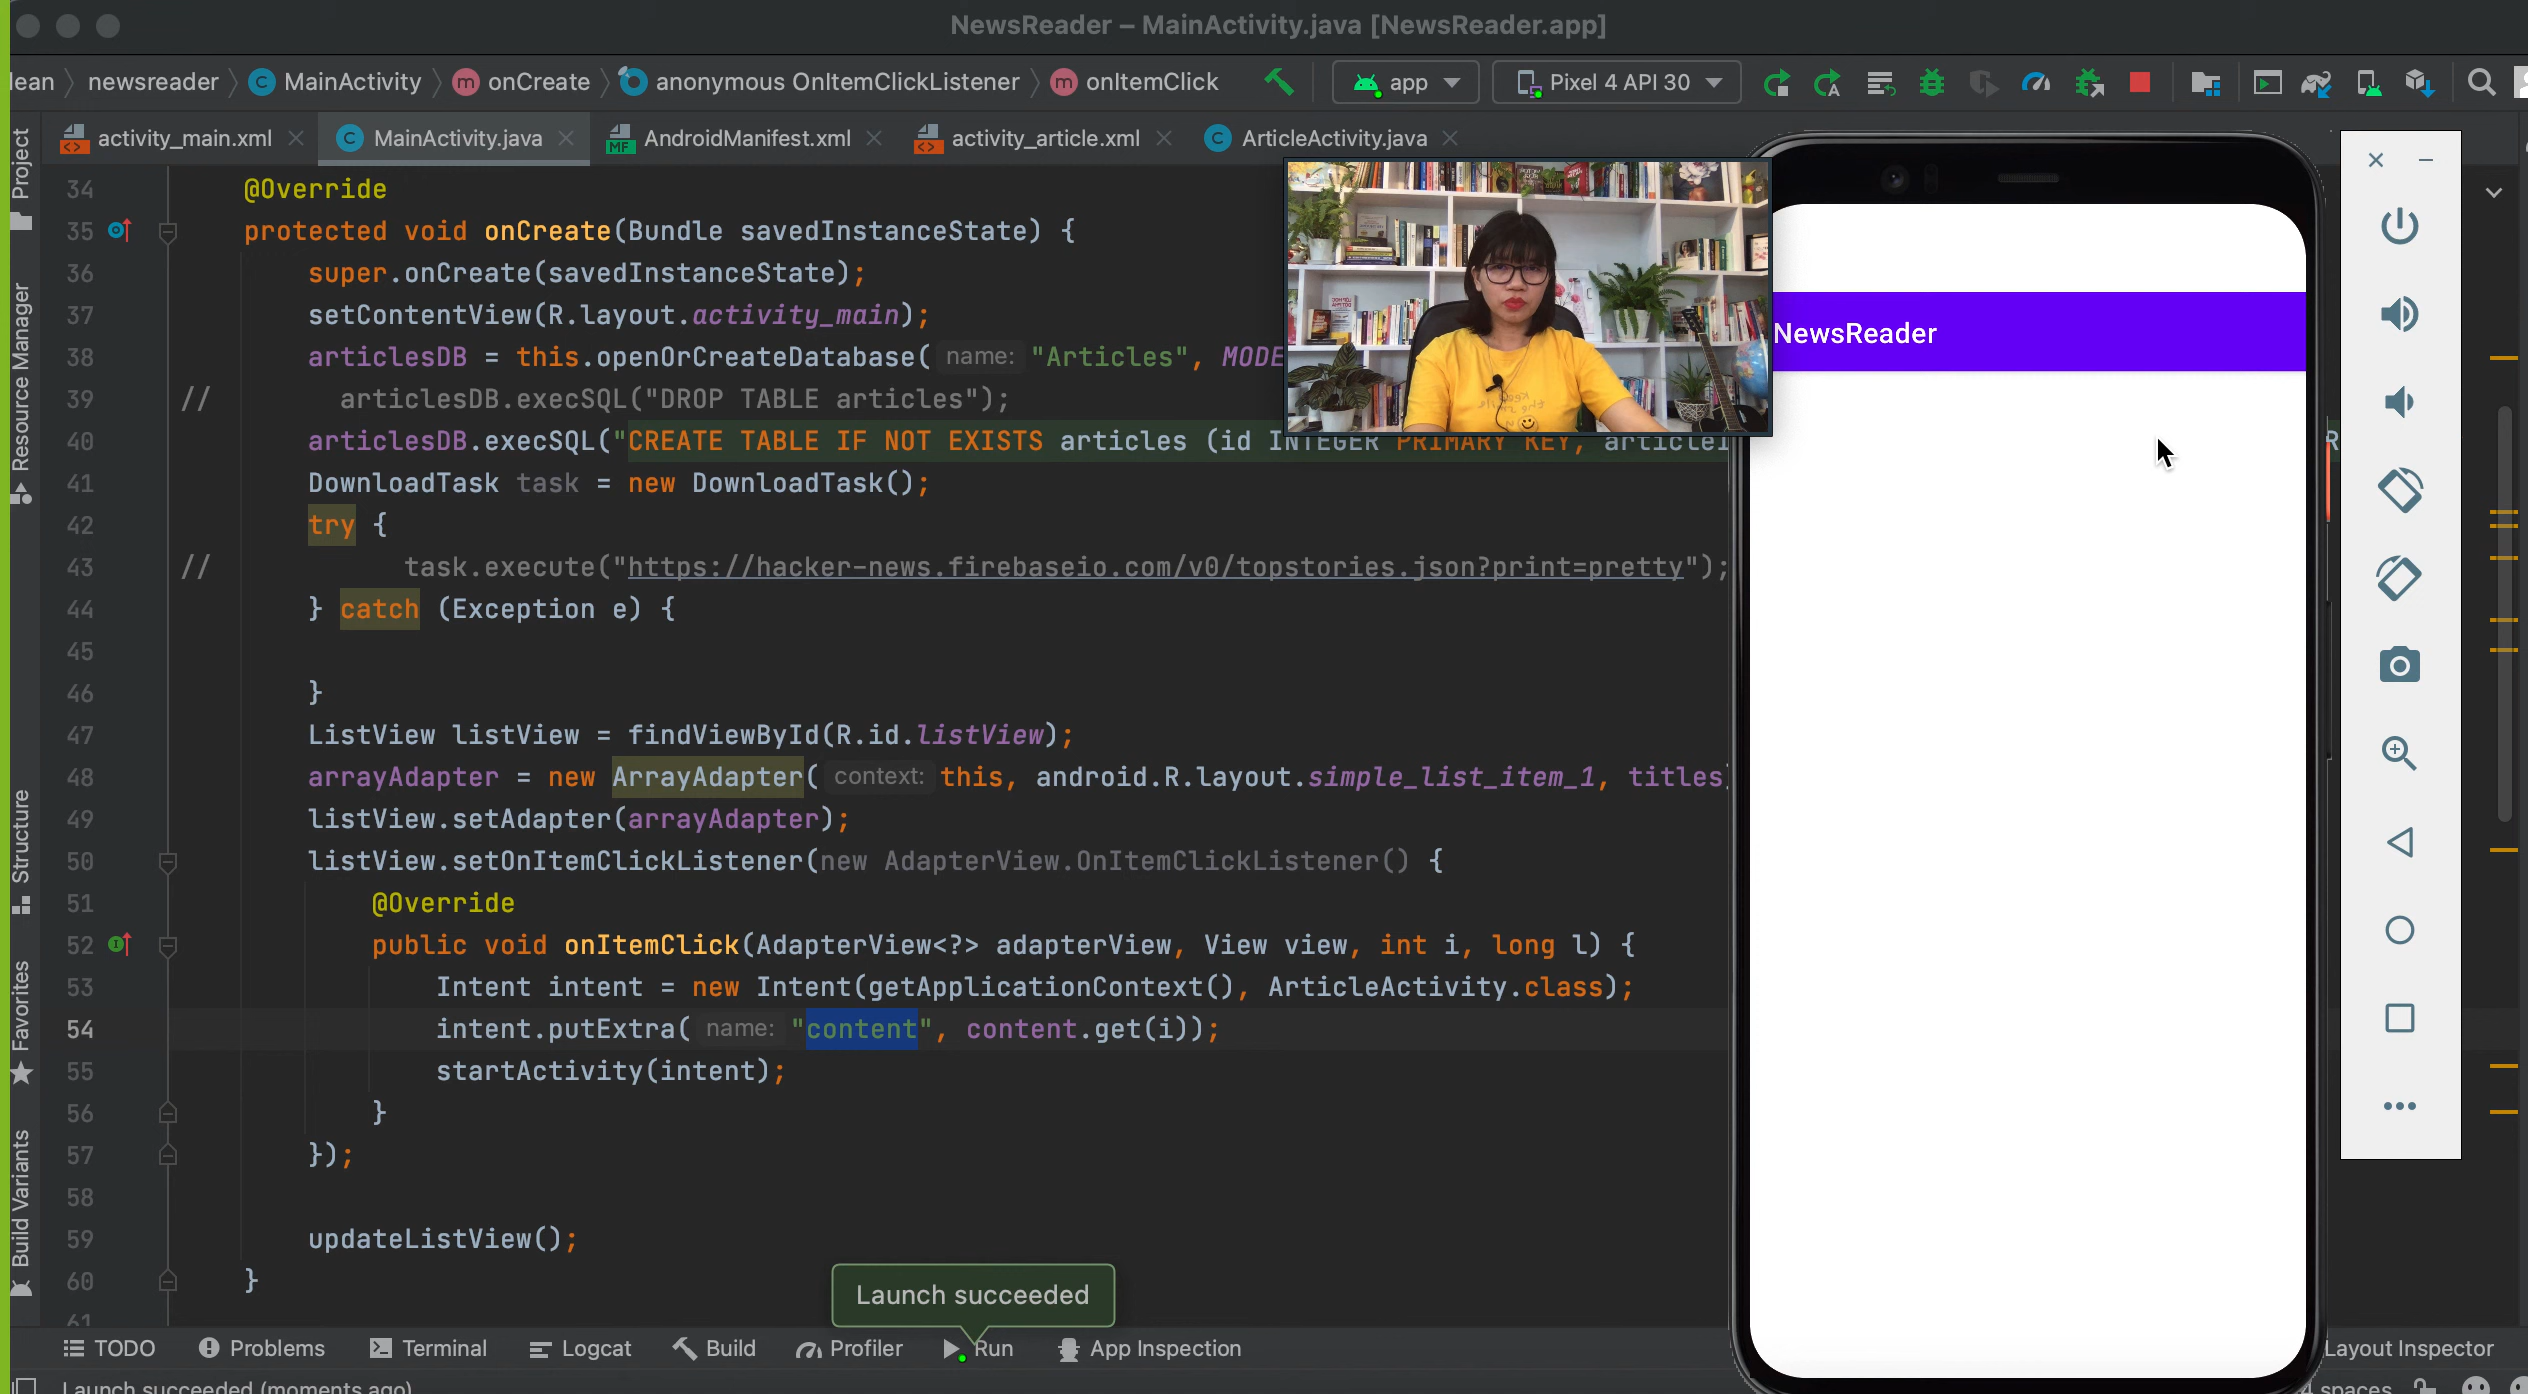 NewsReader – MainActivity.java [NewsReader.app]
lean newsreader MainActivity onCreate anonymous OnItemClickListener onItemClick app Pixel 4 API 30
activity_main.xml MainActivity.java AndroidManifest.xml activity_article.xml ArticleActivity.java
Project
Resource Manager
Structure
Favorites
Build Variants
34 @Override
35 protected void onCreate(Bundle savedInstanceState) {
36 super.onCreate(savedInstanceState);
37 setContentView(R.layout.activity_main);
38 articlesDB = this.openOrCreateDatabase( name: "Articles", MODE
39 // articlesDB.execSQL("DROP TABLE articles");
40 articlesDB.execSQL("CREATE TABLE IF NOT EXISTS articles (id INTEGER PRIMARY KEY, articleI
41 DownloadTask task = new DownloadTask();
42 try {
43 // task.execute("https://hacker-news.firebaseio.com/v0/topstories.json?print=pretty");
44 } catch (Exception e) {
45
46 }
47 ListView listView = findViewById(R.id.listView);
48 arrayAdapter = new ArrayAdapter( context: this, android.R.layout.simple_list_item_1, titles)
49 listView.setAdapter(arrayAdapter);
50 listView.setOnItemClickListener(new AdapterView.OnItemClickListener() {
51 @Override
52 public void onItemClick(AdapterView<?> adapterView, View view, int i, long l) {
53 Intent intent = new Intent(getApplicationContext(), ArticleActivity.class);
54 intent.putExtra( name: "content", content.get(i));
55 startActivity(intent);
56 }
57 });
58
59 updateListView();
60 }
61
NewsReader
Launch succeeded
TODO Problems Terminal Logcat Build Profiler Run App Inspection Layout Inspector
Launch succeeded (moments ago) 4 spaces